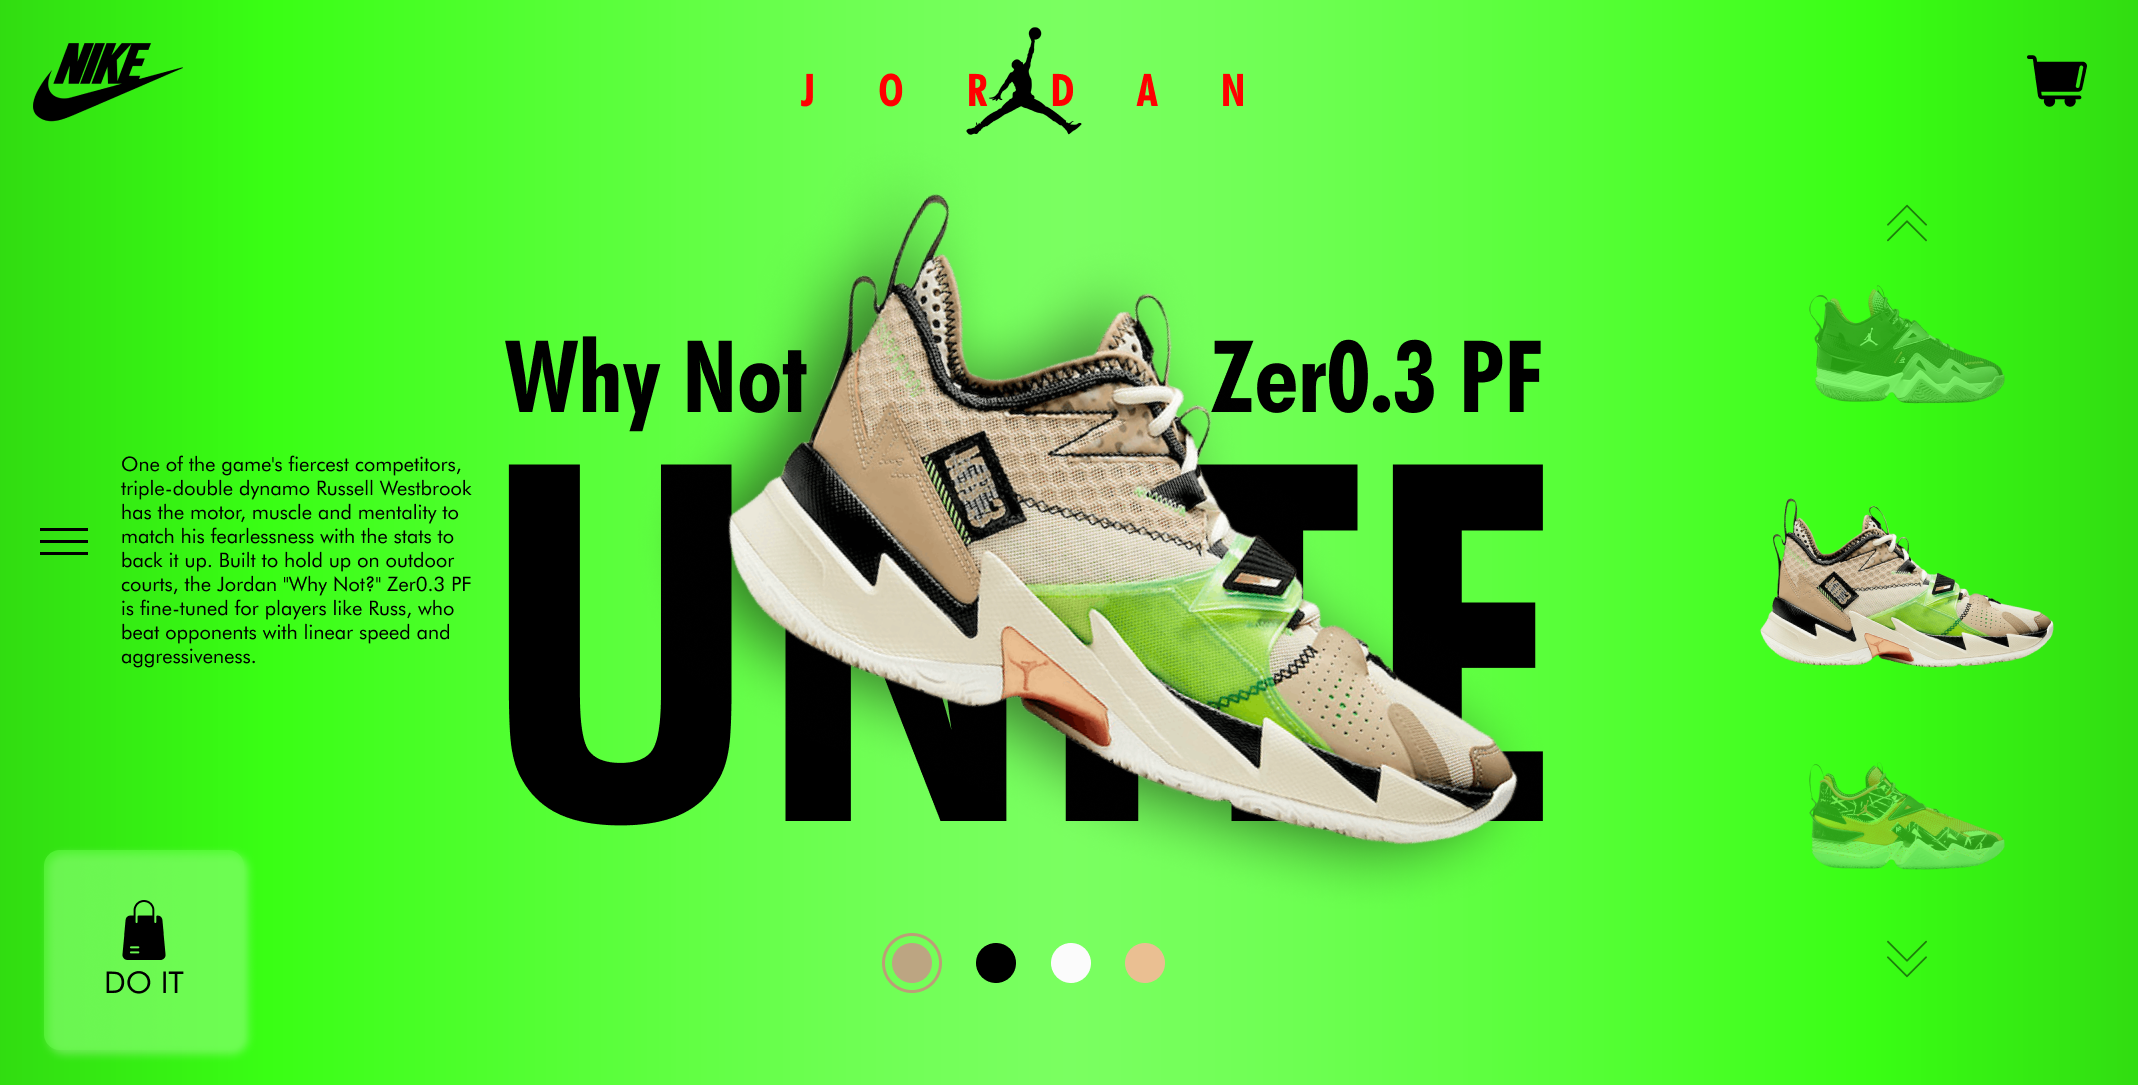 NIKE
JORDAN
Why Not Zer0.3 PF
UNITE
One of the game's fiercest competitors,
triple-double dynamo Russell Westbrook
has the motor, muscle and mentality to
match his fearlessness with the stats to
back it up. Built to hold up on outdoor
courts, the Jordan "Why Not?" Zer0.3 PF
is fine-tuned for players like Russ, who
beat opponents with linear speed and
aggressiveness.
DO IT